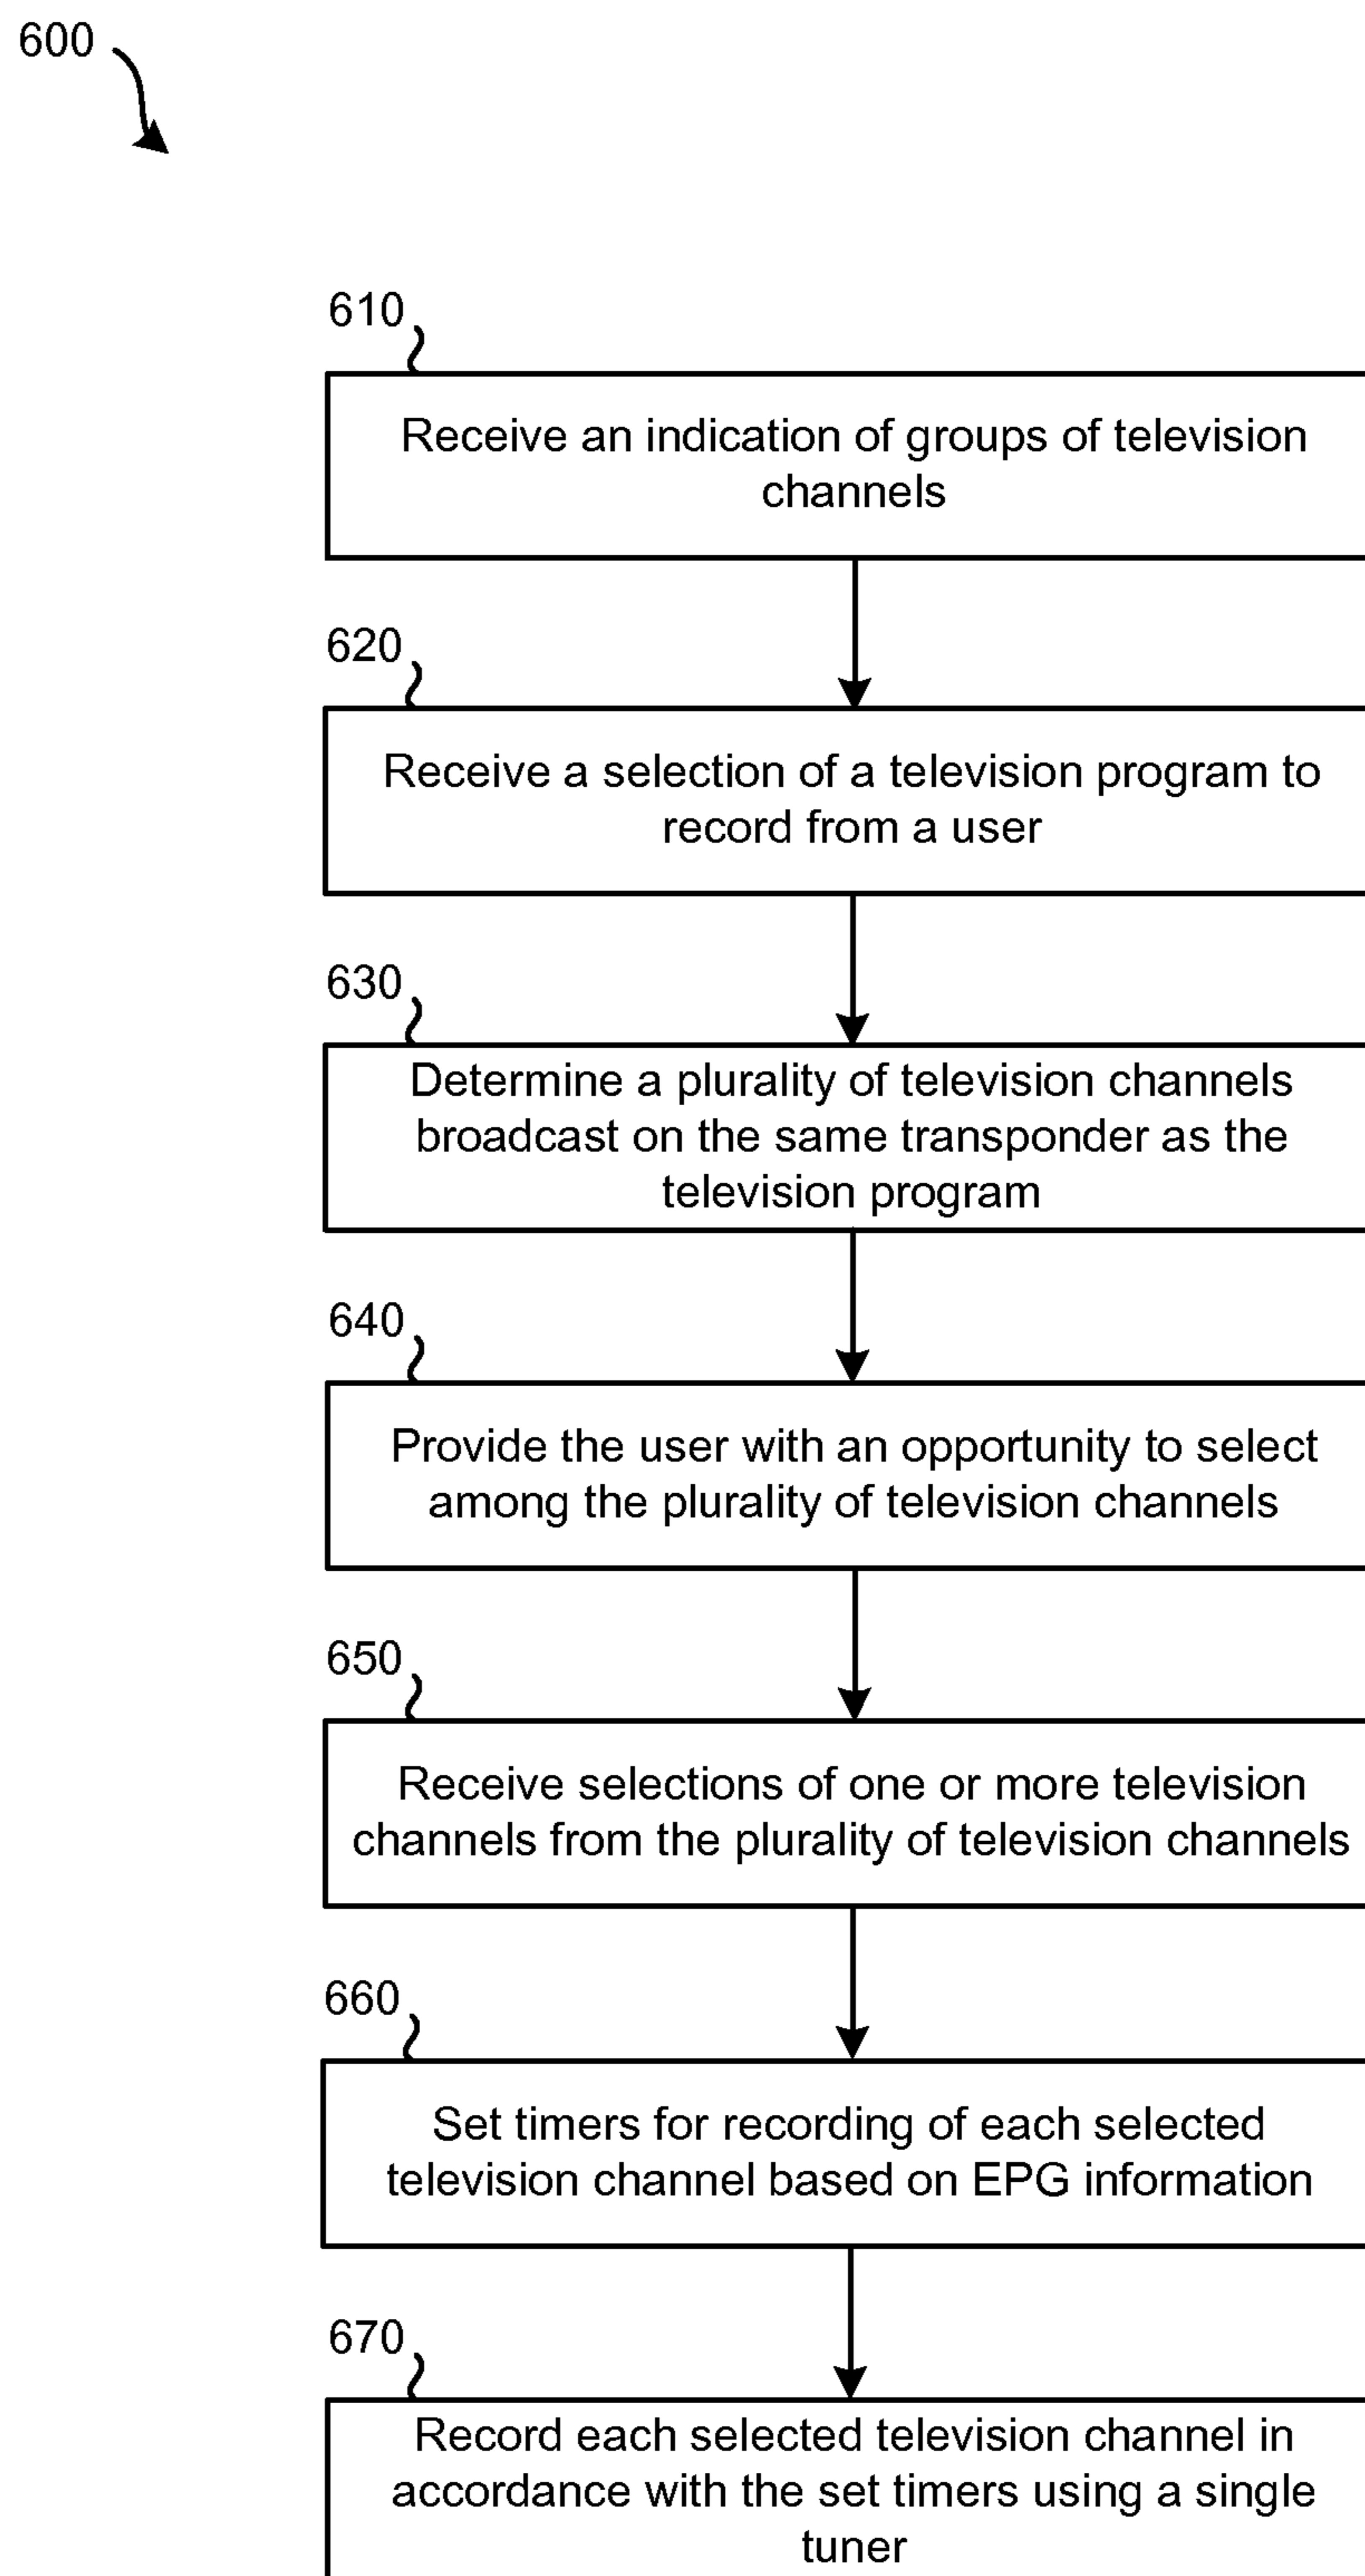 600
610
Receive an indication of groups of television
channels
620
Receive a selection of a television program to
record from a user
630
Determine a plurality of television channels
broadcast on the same transponder as the
television program
640
Provide the user with an opportunity to select
among the plurality of television channels
650
Receive selections of one or more television
channels from the plurality of television channels
660
Set timers for recording of each selected
television channel based on EPG information
670
Record each selected television channel in
accordance with the set timers using a single
tuner